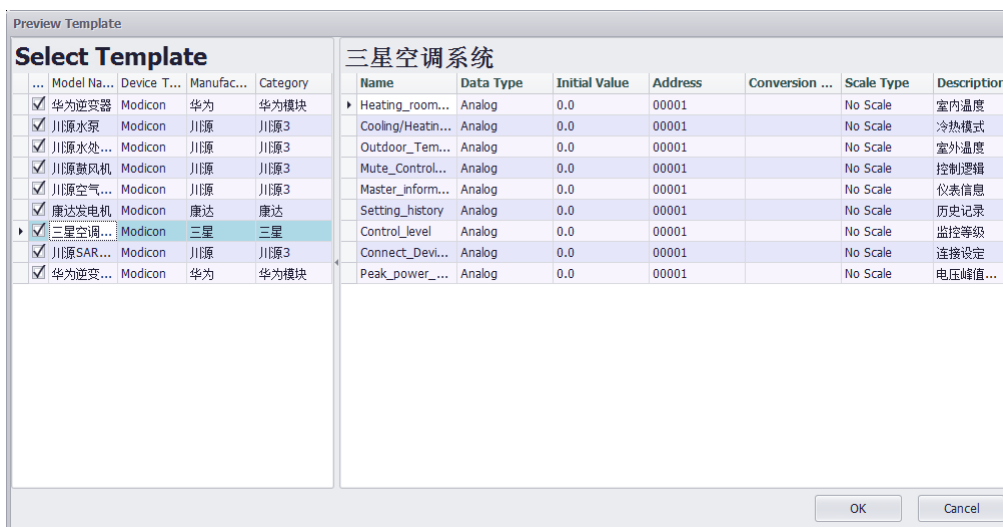 Preview Template
Select Template
... Model Na... Device T... Manufac... Category
华为逆变器 Modicon 华为 华为模块
川源水泵 Modicon 川源 川源3
川源水处... Modicon 川源 川源3
川源鼓风机 Modicon 川源 川源3
川源空气... Modicon 川源 川源3
康达发电机 Modicon 康达 康达
三星空调... Modicon 三星 三星
川源SAR... Modicon 川源 川源3
华为逆变... Modicon 华为 华为模块
三星空调系统
Name Data Type Initial Value Address Conversion ... Scale Type Description
Heating_room... Analog 0.0 00001 No Scale 室内温度
Cooling/Heatin... Analog 0.0 00001 No Scale 冷热模式
Outdoor_Tem... Analog 0.0 00001 No Scale 室外温度
Mute_Control... Analog 0.0 00001 No Scale 控制逻辑
Master_inform... Analog 0.0 00001 No Scale 仪表信息
Setting_history Analog 0.0 00001 No Scale 历史记录
Control_level Analog 0.0 00001 No Scale 监控等级
Connect_Devi... Analog 0.0 00001 No Scale 连接设定
Peak_power_... Analog 0.0 00001 No Scale 电压峰值...
OK Cancel